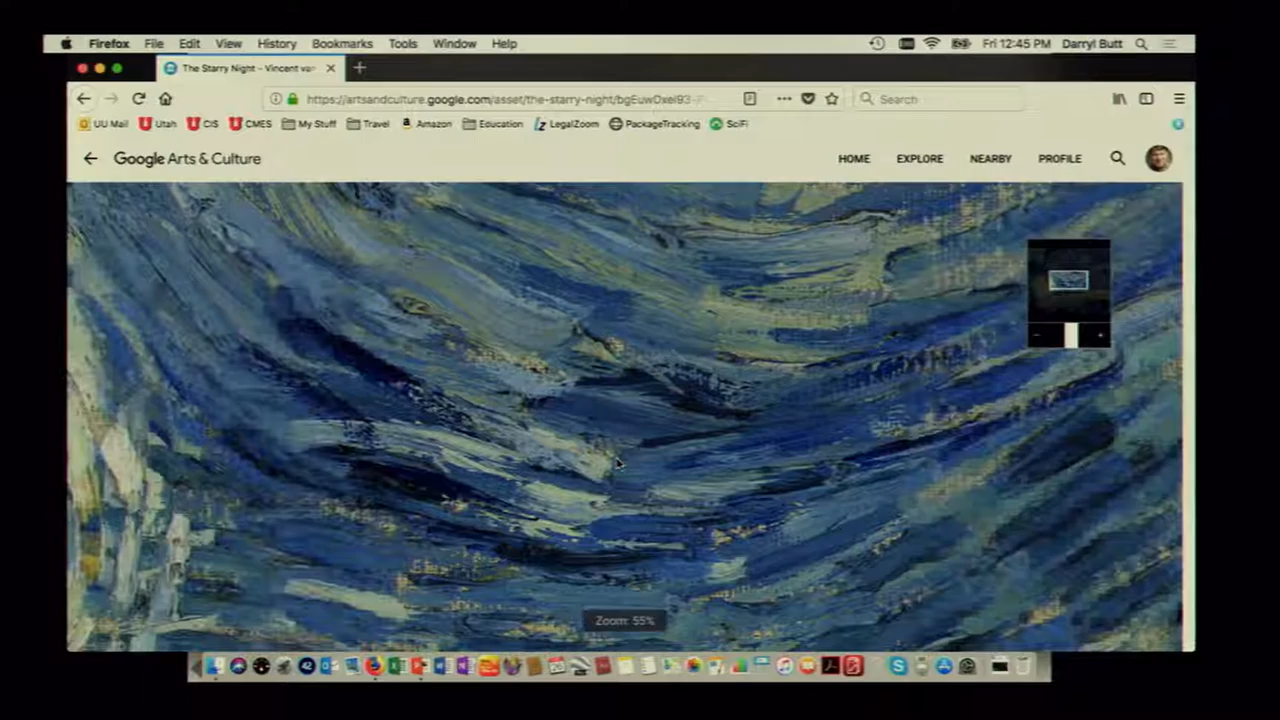 Firefox File Edit View History Bookmarks Tools Window Help Fri 12:45 PM Darryl Butt
The Starry Night - Vincent van
https://artsandculture.google.com/asset/the-starry-night/ Search
UU Mail Utah CIS CMES My Stuff Travel Amazon Education LegalZoom PackageTracking SciFi
Google Arts & Culture HOME EXPLORE NEARBY PROFILE
Zoom: 55%
42